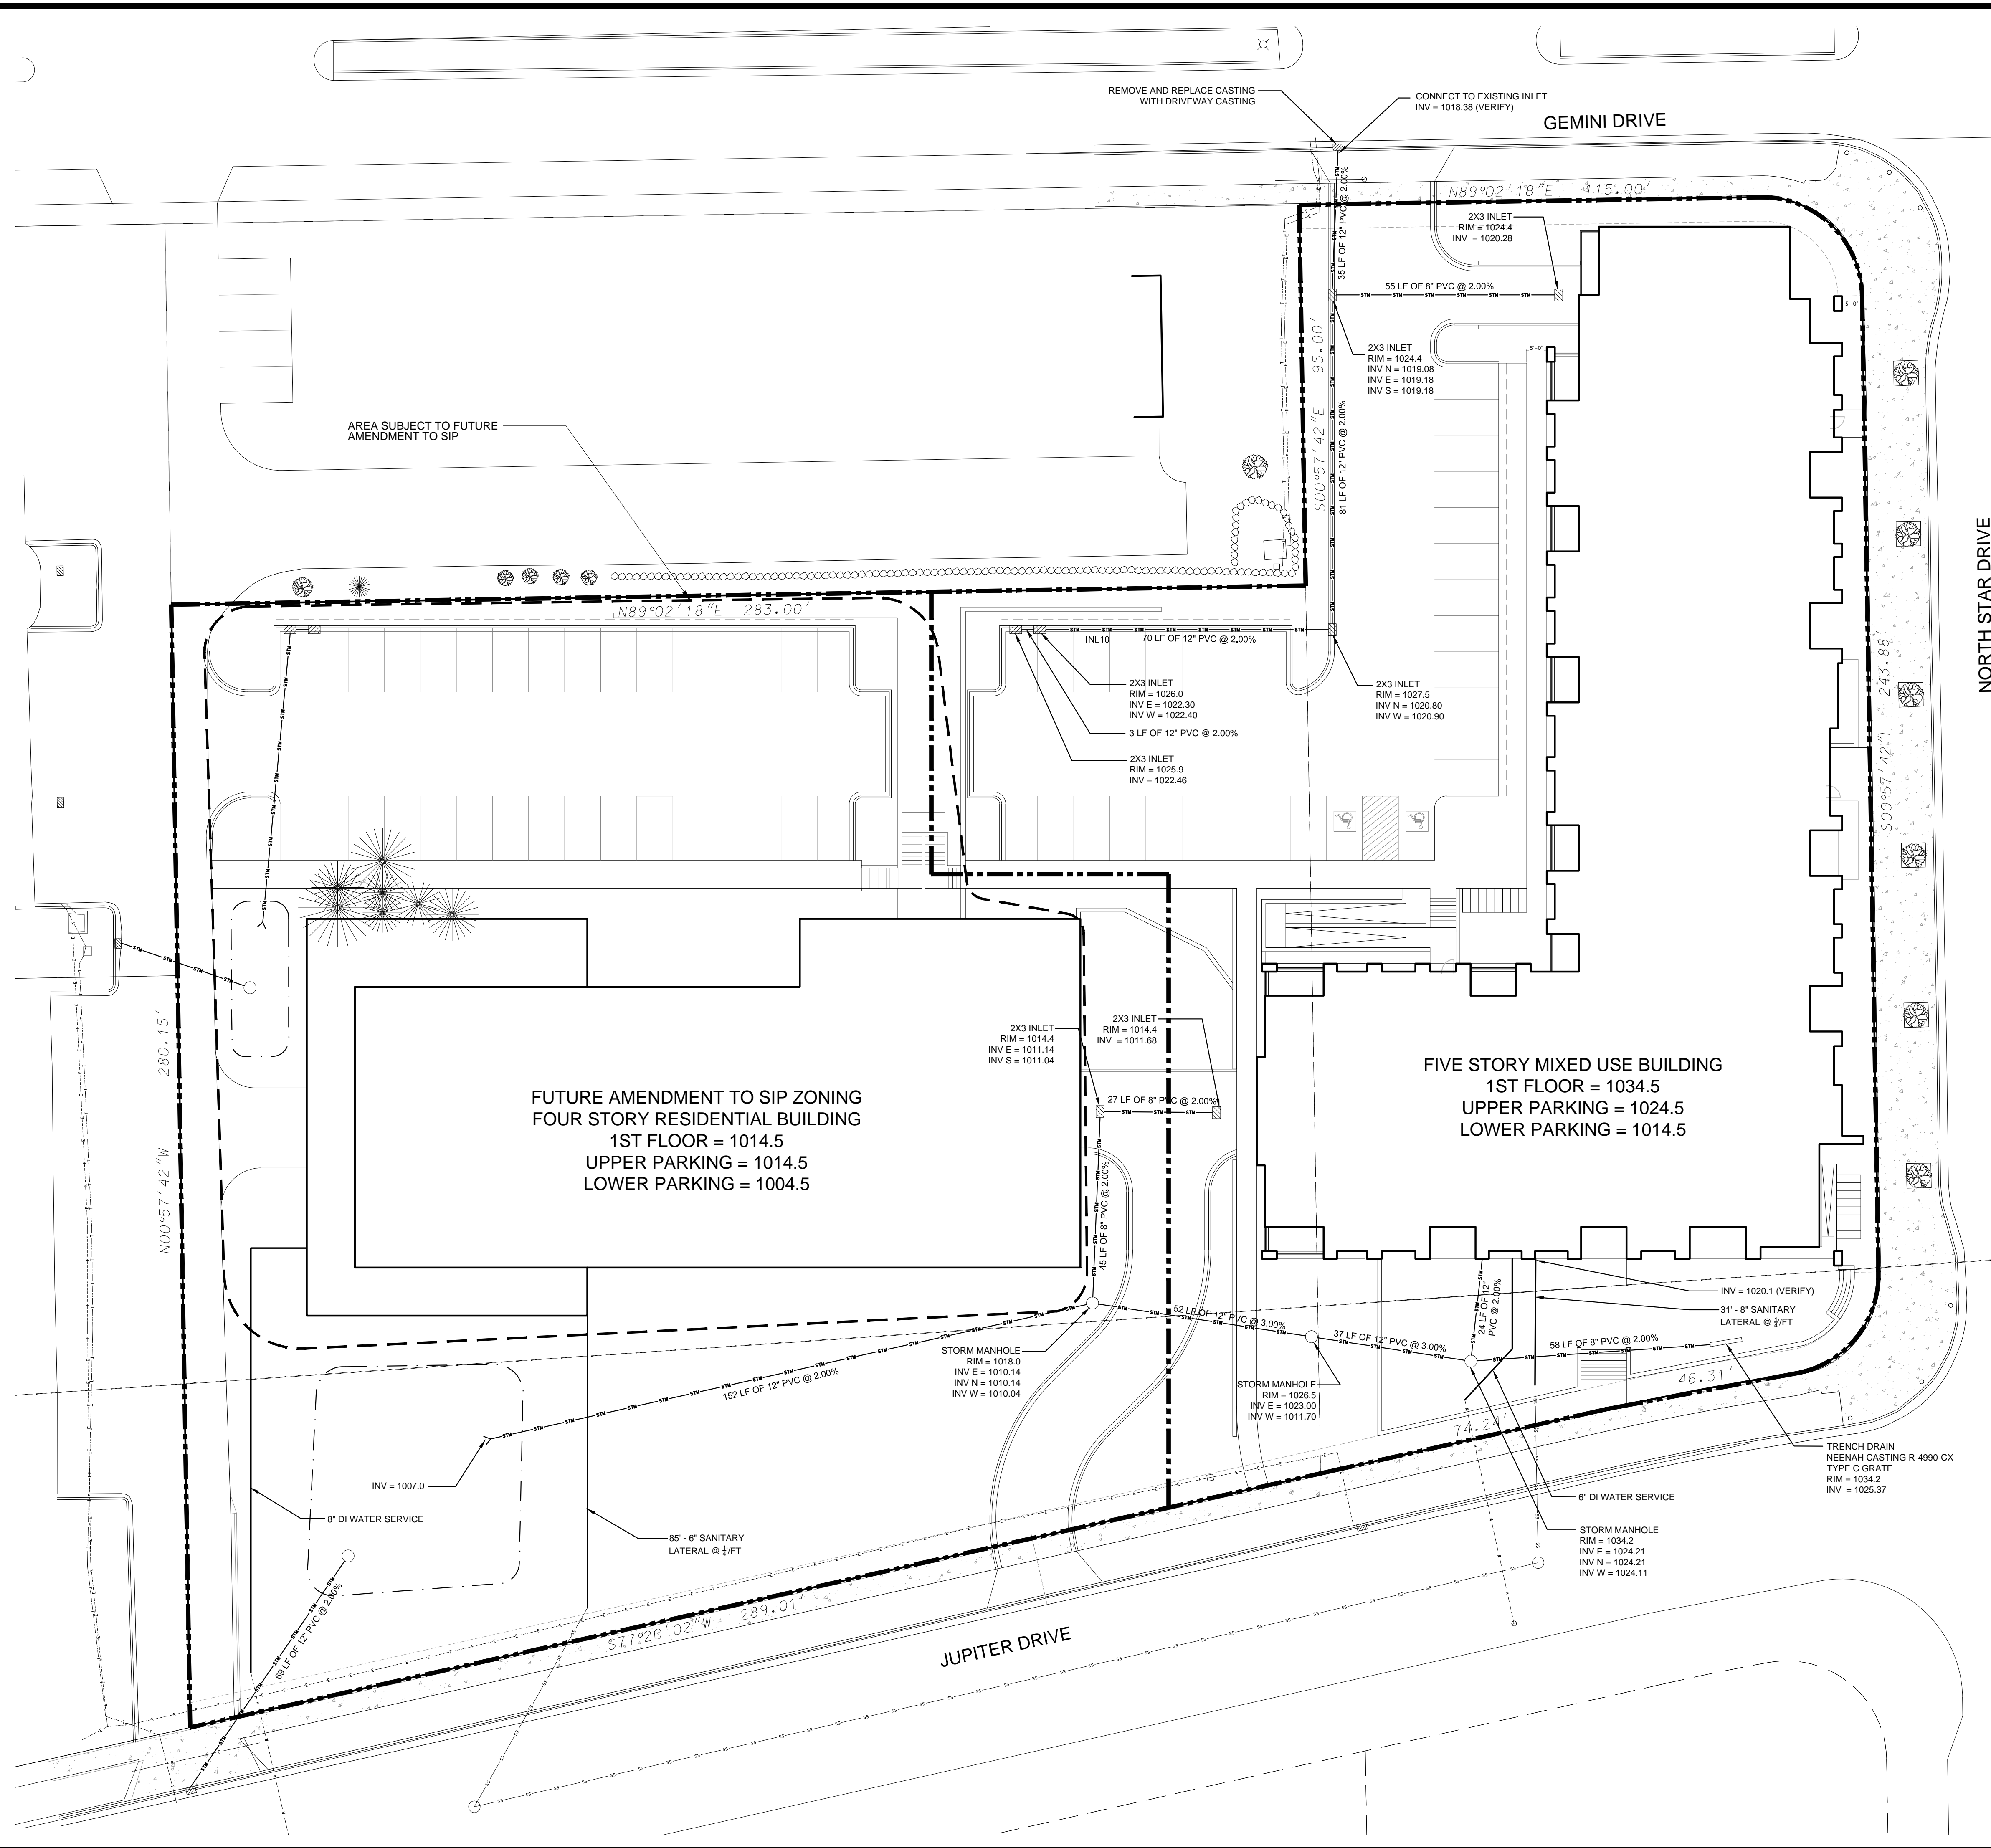 REMOVE AND REPLACE CASTING
WITH DRIVEWAY CASTING
CONNECT TO EXISTING INLET
INV = 1018.38 (VERIFY)
GEMINI DRIVE
N89°02'18"E 115.00'
35 LF OF 12" PVC @ 2.00%
2X3 INLET
RIM = 1024.4
INV = 1020.28
55 LF OF 8" PVC @ 2.00%
5'-0"
5'-0"
2X3 INLET
RIM = 1024.4
INV N = 1019.08
INV E = 1019.18
INV S = 1019.18
S00°57'42"E 95.00'
81 LF OF 12" PVC @ 2.00%
AREA SUBJECT TO FUTURE
AMENDMENT TO SIP
NORTH STAR DRIVE
N89°02'18"E 283.00'
INL10
70 LF OF 12" PVC @ 2.00%
2X3 INLET
RIM = 1026.0
INV E = 1022.30
INV W = 1022.40
3 LF OF 12" PVC @ 2.00%
2X3 INLET
RIM = 1025.9
INV = 1022.46
2X3 INLET
RIM = 1027.5
INV N = 1020.80
INV W = 1020.90
S00°57'42"E 243.88'
N00°57'42"W 280.15'
2X3 INLET
RIM = 1014.4
INV E = 1011.14
INV S = 1011.04
2X3 INLET
RIM = 1014.4
INV = 1011.68
27 LF OF 8" PVC @ 2.00%
FUTURE AMENDMENT TO SIP ZONING
FOUR STORY RESIDENTIAL BUILDING
1ST FLOOR = 1014.5
UPPER PARKING = 1014.5
LOWER PARKING = 1004.5
FIVE STORY MIXED USE BUILDING
1ST FLOOR = 1034.5
UPPER PARKING = 1024.5
LOWER PARKING = 1014.5
45 LF OF 8" PVC @ 2.00%
52 LF OF 12" PVC @ 3.00%
37 LF OF 12" PVC @ 3.00%
24 LF OF 12"
PVC @ 2.00%
58 LF OF 8" PVC @ 2.00%
INV = 1020.1 (VERIFY)
31' - 8" SANITARY
LATERAL @ ¼"/FT
STORM MANHOLE
RIM = 1018.0
INV E = 1010.14
INV N = 1010.14
INV W = 1010.04
152 LF OF 12" PVC @ 2.00%
STORM MANHOLE
RIM = 1026.5
INV E = 1023.00
INV W = 1011.70
46.31'
74.24'
TRENCH DRAIN
NEENAH CASTING R-4990-CX
TYPE C GRATE
RIM = 1034.2
INV = 1025.37
INV = 1007.0
8" DI WATER SERVICE
6" DI WATER SERVICE
85' - 6" SANITARY
LATERAL @ ¼"/FT
STORM MANHOLE
RIM = 1034.2
INV E = 1024.21
INV N = 1024.21
INV W = 1024.11
69 LF OF 12" PVC @ 2.00%
S77°20'02"W 289.01'
JUPITER DRIVE